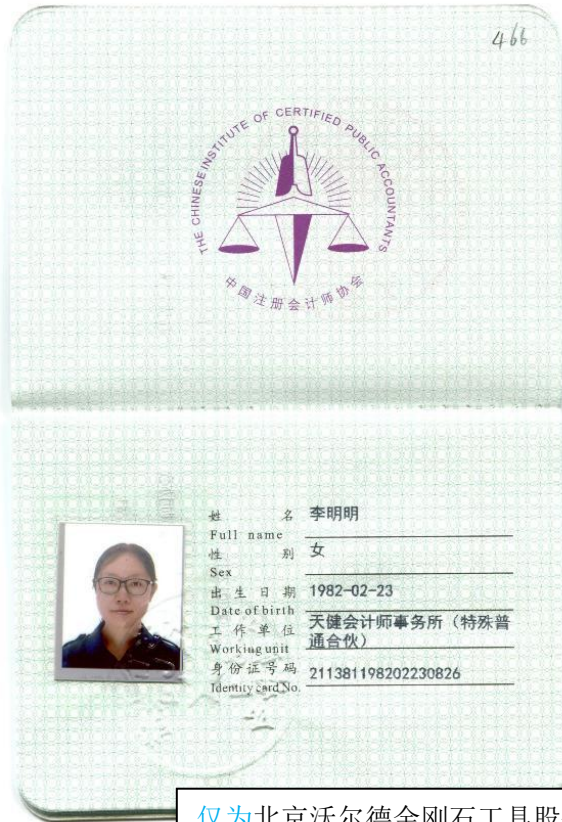 466
THE CHINESE INSTITUTE OF CERTIFIED PUBLIC ACCOUNTANTS
中国注册会计师协会
姓 名 李明明
Full name
性 别 女
Sex
出 生 日 期 1982-02-23
Date of birth
工 作 单 位 天健会计师事务所（特殊普
通合伙）
Working unit
身份证号码 211381198202230826
Identity card No.
仅为北京沃尔德金刚石工具股